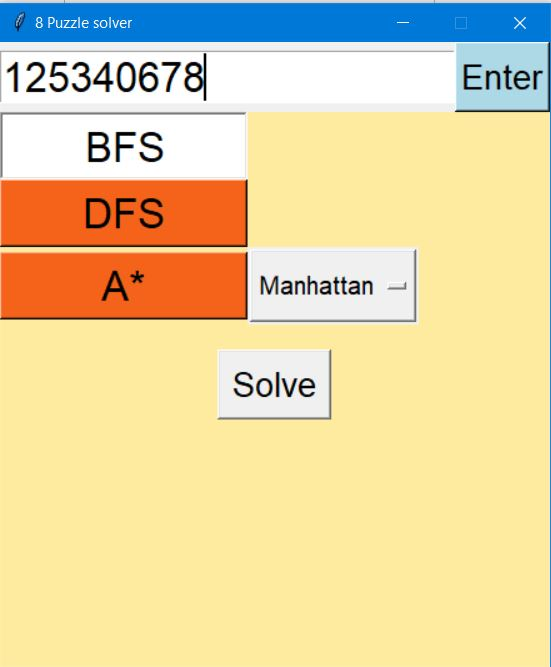 8 Puzzle solver
125340678 Enter
BFS
DFS
A* Manhattan
Solve